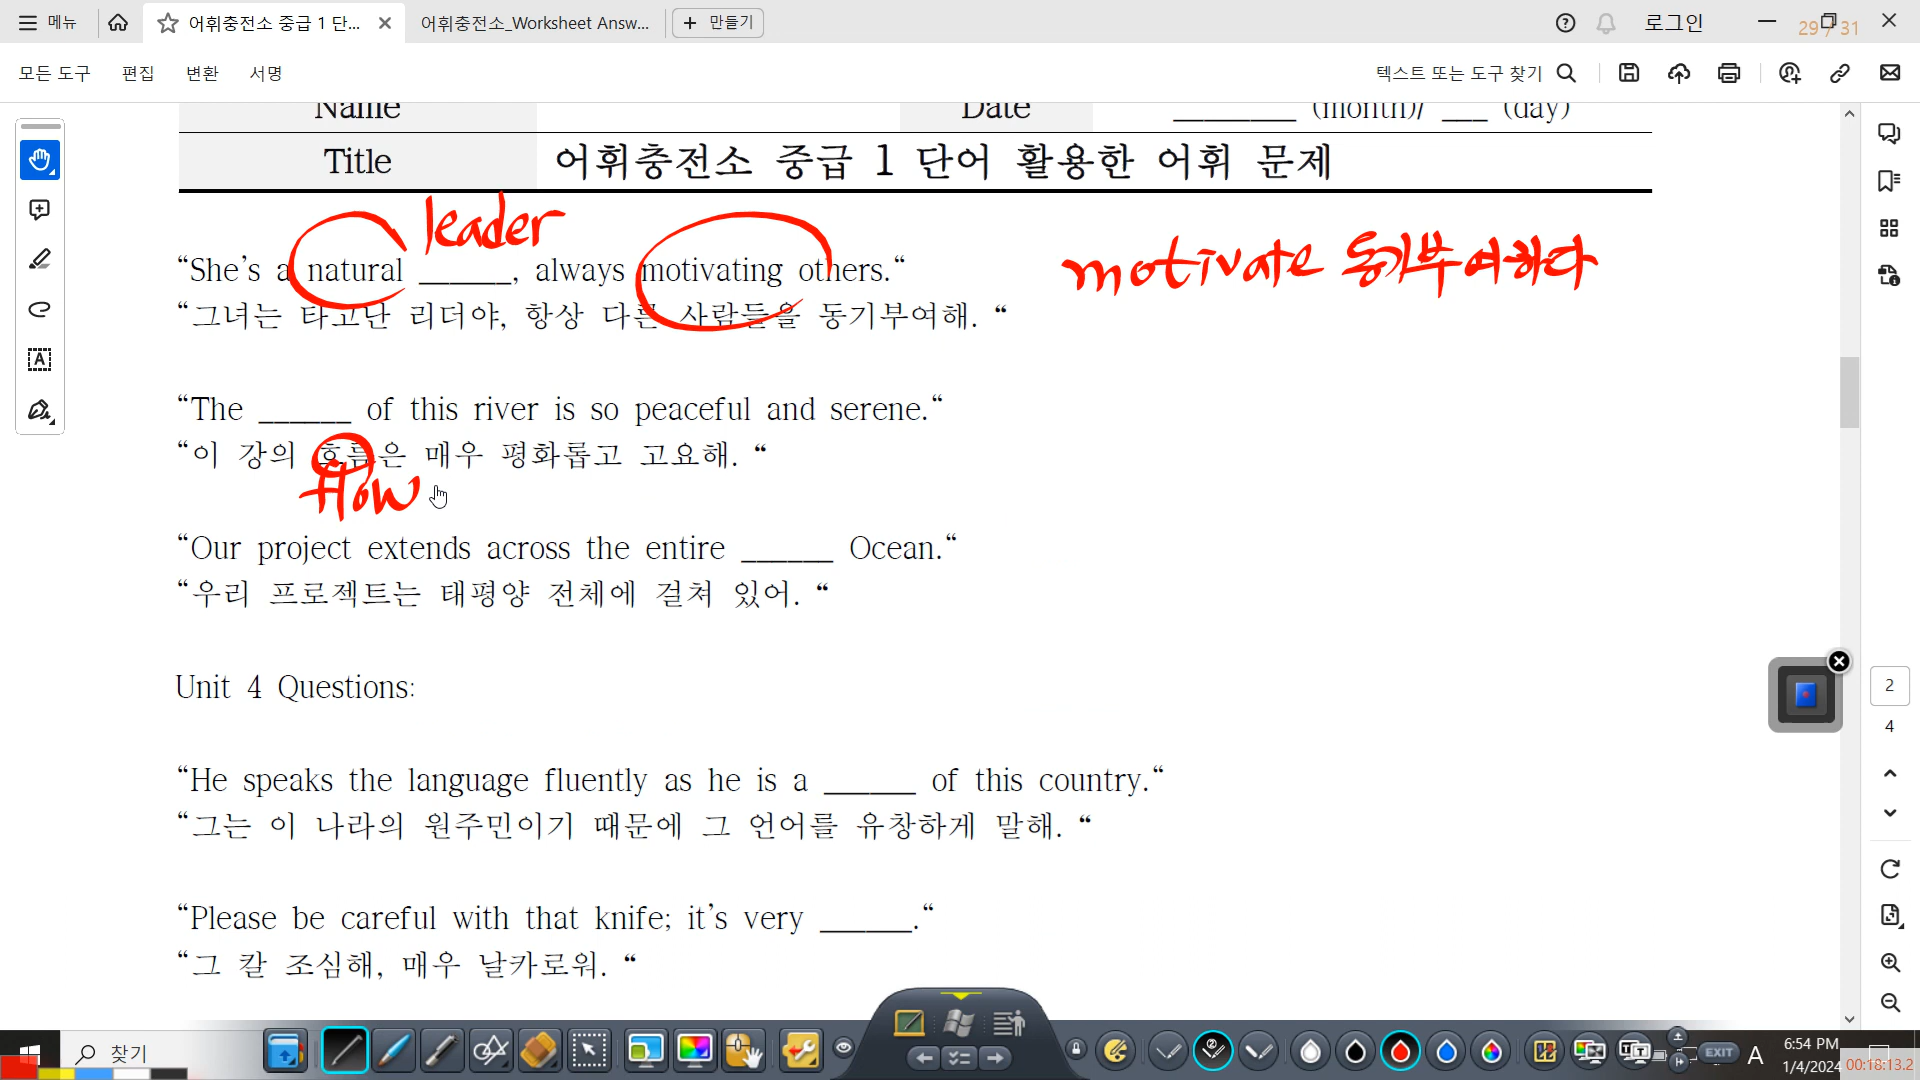 메뉴
어휘충전소 중급 1 단...
어휘충전소_Worksheet Answ...
+ 만들기
로그인
29 / 31
모든 도구 편집 변환 서명
텍스트 또는 도구 찾기
Name
Date
________ (month)/ ___ (day)
Title
어휘충전소 중급 1 단어 활용한 어휘 문제
leader
“She’s a natural ______, always motivating others.“
motivate 동기부여하다
“그녀는 타고난 리더야, 항상 다른 사람들을 동기부여해. “
“The ______ of this river is so peaceful and serene.“
“이 강의 흐름은 매우 평화롭고 고요해. “
flow
“Our project extends across the entire ______ Ocean.“
“우리 프로젝트는 태평양 전체에 걸쳐 있어. “
Unit 4 Questions:
2
4
“He speaks the language fluently as he is a ______ of this country.“
“그는 이 나라의 원주민이기 때문에 그 언어를 유창하게 말해. “
“Please be careful with that knife; it’s very ______.“
“그 칼 조심해, 매우 날카로워. “
찾기
EXIT
A
6:54 PM
1/4/2024
00:18:13.2